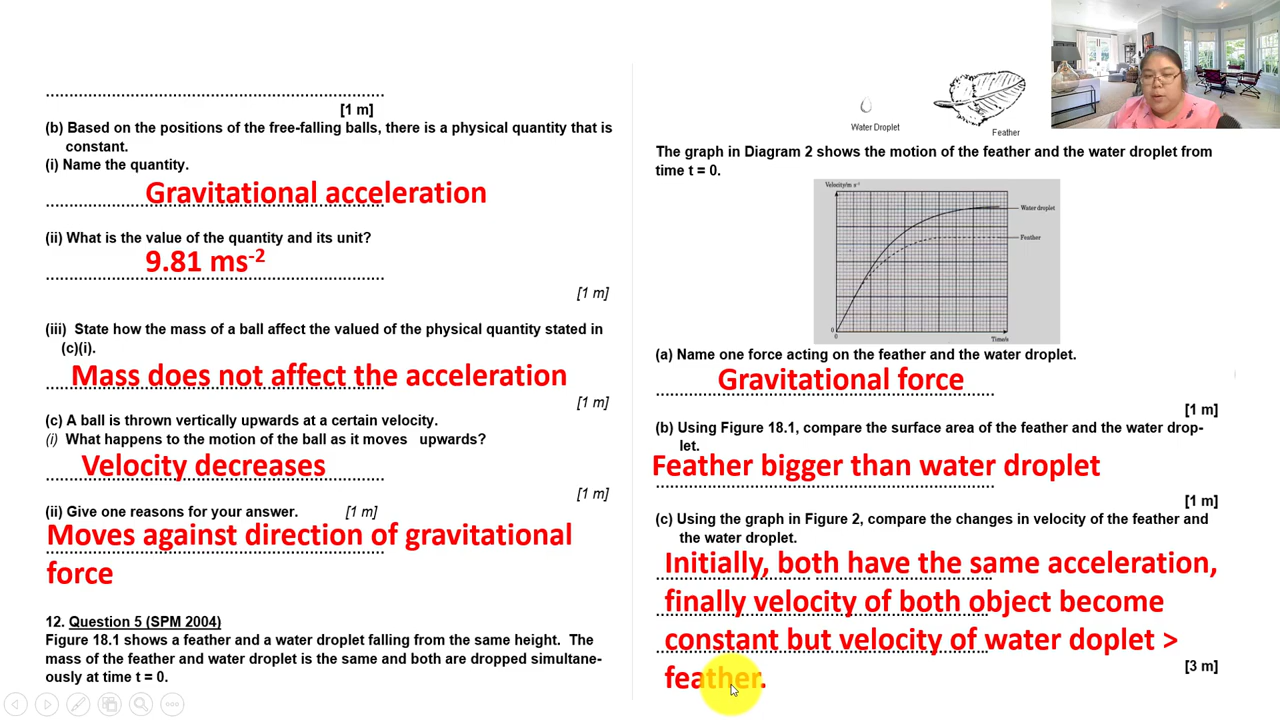 [1 m]
(b) Based on the positions of the free-falling balls, there is a physical quantity that is
constant.
(i) Name the quantity.
Gravitational acceleration
(ii) What is the value of the quantity and its unit?
9.81 ms⁻²
[1 m]
(iii) State how the mass of a ball affect the valued of the physical quantity stated in
(c)(i).
Mass does not affect the acceleration
[1 m]
(c) A ball is thrown vertically upwards at a certain velocity.
(i) What happens to the motion of the ball as it moves upwards?
Velocity decreases
[1 m]
(ii) Give one reasons for your answer. [1 m]
Moves against direction of gravitational
force
12. Question 5 (SPM 2004)
Figure 18.1 shows a feather and a water droplet falling from the same height. The
mass of the feather and water droplet is the same and both are dropped simultane-
ously at time t = 0.
Water Droplet
Feather
The graph in Diagram 2 shows the motion of the feather and the water droplet from
time t = 0.
Velocity/m s⁻¹
Water droplet
Feather
0
0
Time/s
(a) Name one force acting on the feather and the water droplet.
Gravitational force
[1 m]
(b) Using Figure 18.1, compare the surface area of the feather and the water drop-
let.
Feather bigger than water droplet
[1 m]
(c) Using the graph in Figure 2, compare the changes in velocity of the feather and
the water droplet.
Initially, both have the same acceleration,
finally velocity of both object become
constant but velocity of water doplet >
feather.
[3 m]